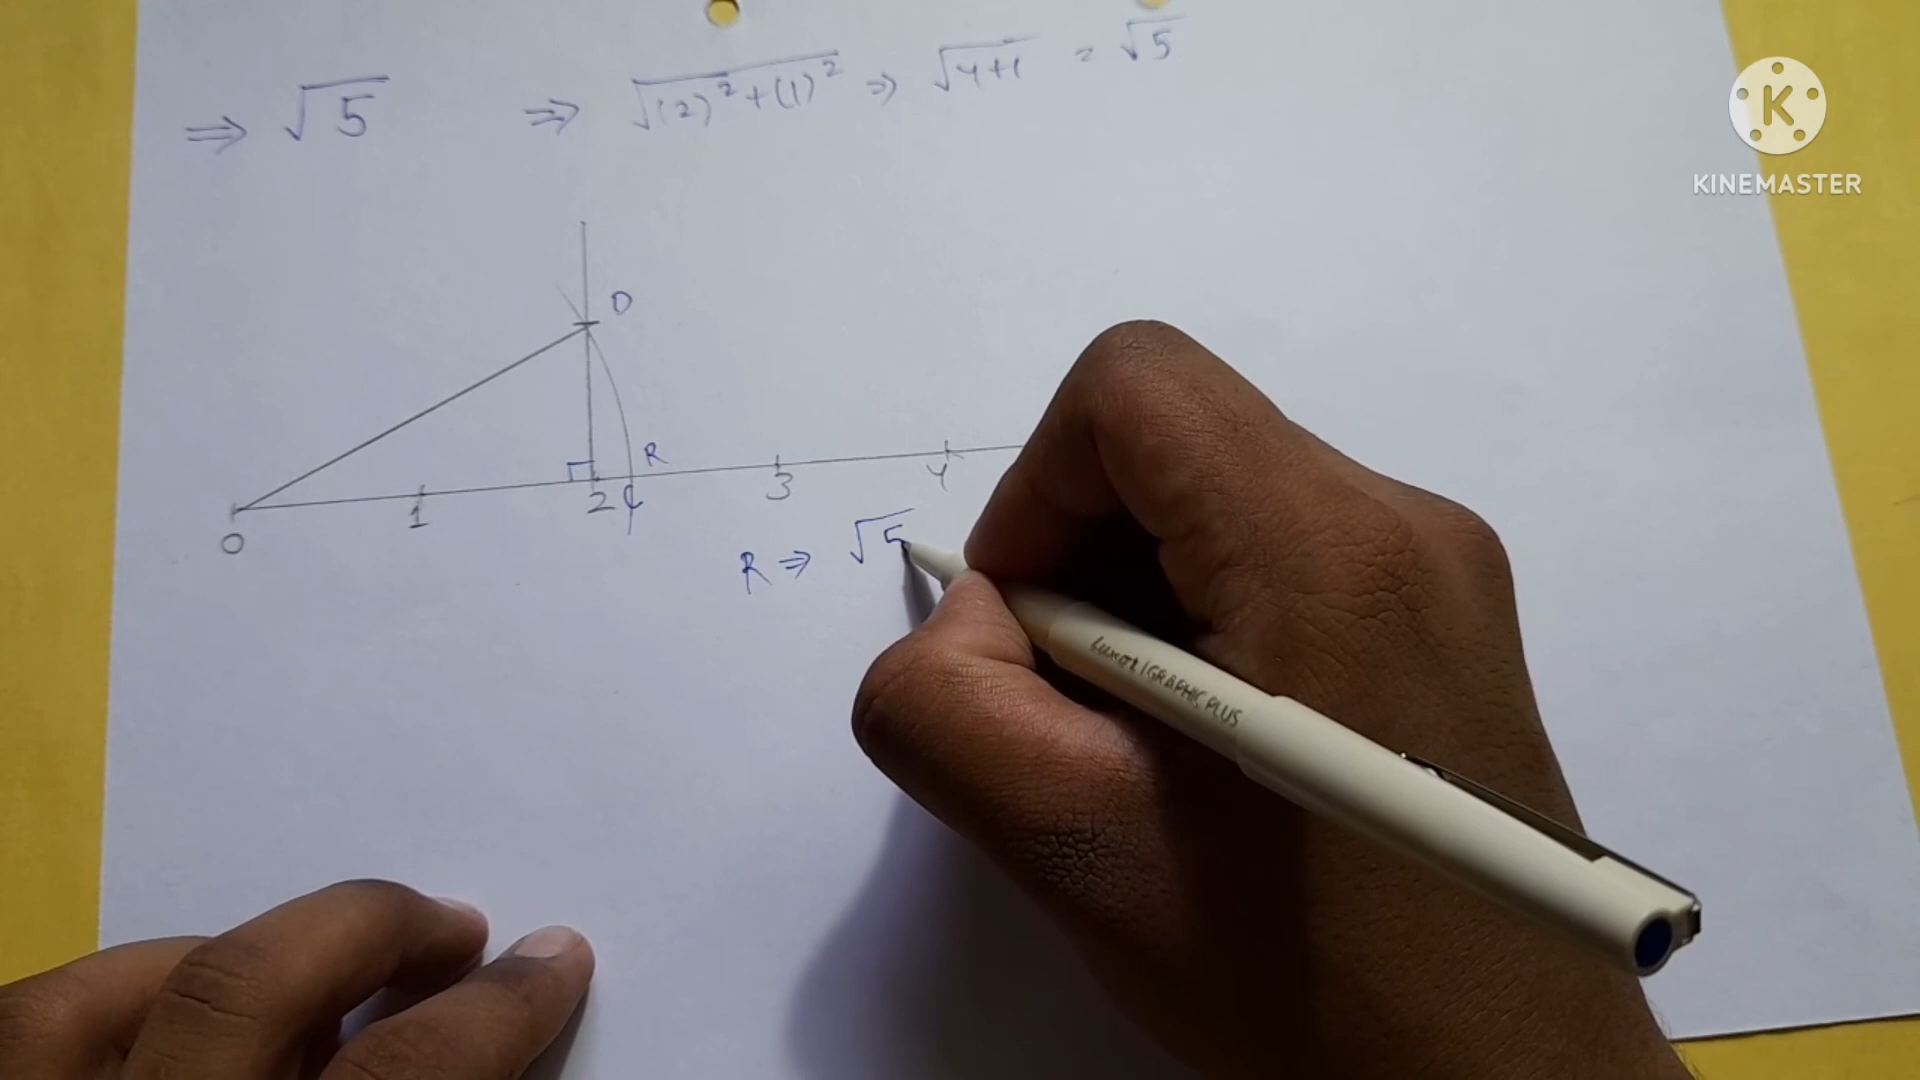 ⇒ √5 ⇒ √(2)²+(1)² ⇒ √4+1 = √5
K
KINEMASTER
D
R
0 1 2 C 3 4
R ⇒ √5
Luxor | GRAPHIC PLUS